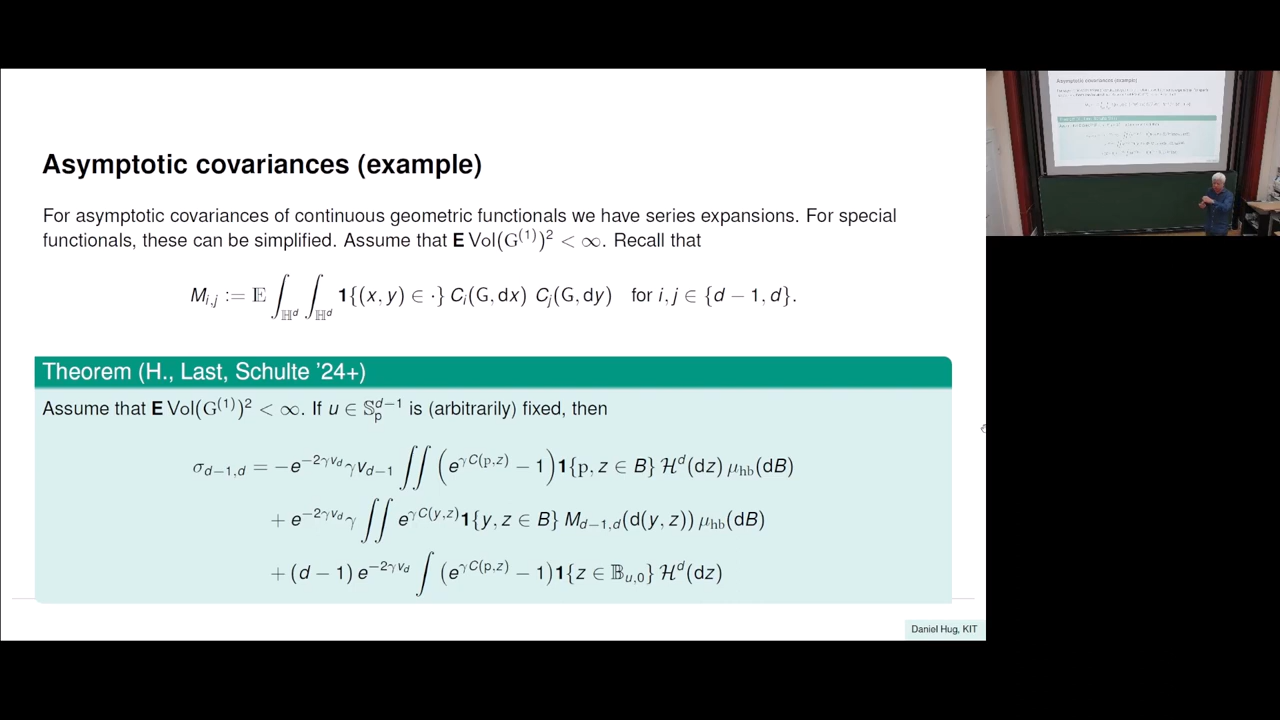 Asymptotic covariances (example)
For asymptotic covariances of continuous geometric functionals we have series expansions. For special
functionals, these can be simplified. Assume that E Vol(G⁽¹⁾)² < ∞. Recall that
M_{i,j} := 𝔼 ∫_{ℍ^d} ∫_{ℍ^d} 1{(x, y) ∈ ·} C_i(G, dx) C_j(G, dy) for i, j ∈ {d − 1, d}.
Theorem (H., Last, Schulte '24+)
Assume that E Vol(G⁽¹⁾)² < ∞. If u ∈ 𝕊_p^{d−1} is (arbitrarily) fixed, then
σ_{d−1,d} = −e^{−2γv_d} γv_{d−1} ∬ (e^{γC(p,z)} − 1) 1{p, z ∈ B} ℋ^d(dz) μ_hb(dB)
+ e^{−2γv_d} γ ∬ e^{γC(y,z)} 1{y, z ∈ B} M_{d−1,d}(d(y, z)) μ_hb(dB)
+ (d − 1) e^{−2γv_d} ∫ (e^{γC(p,z)} − 1) 1{z ∈ 𝔹_{u,0}} ℋ^d(dz)
Daniel Hug, KIT
Asymptotic covariances (example)